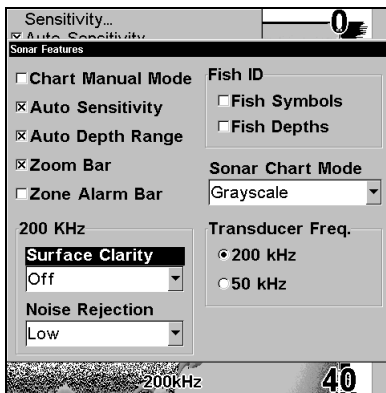 Sensitivity...
Auto Sensitivity
0
Sonar Features
Chart Manual Mode
Auto Sensitivity
Auto Depth Range
Zoom Bar
Zone Alarm Bar
Fish ID
Fish Symbols
Fish Depths
Sonar Chart Mode
Grayscale
200 KHz
Surface Clarity
Off
Noise Rejection
Low
Transducer Freq.
200 kHz
50 kHz
200kHz
40